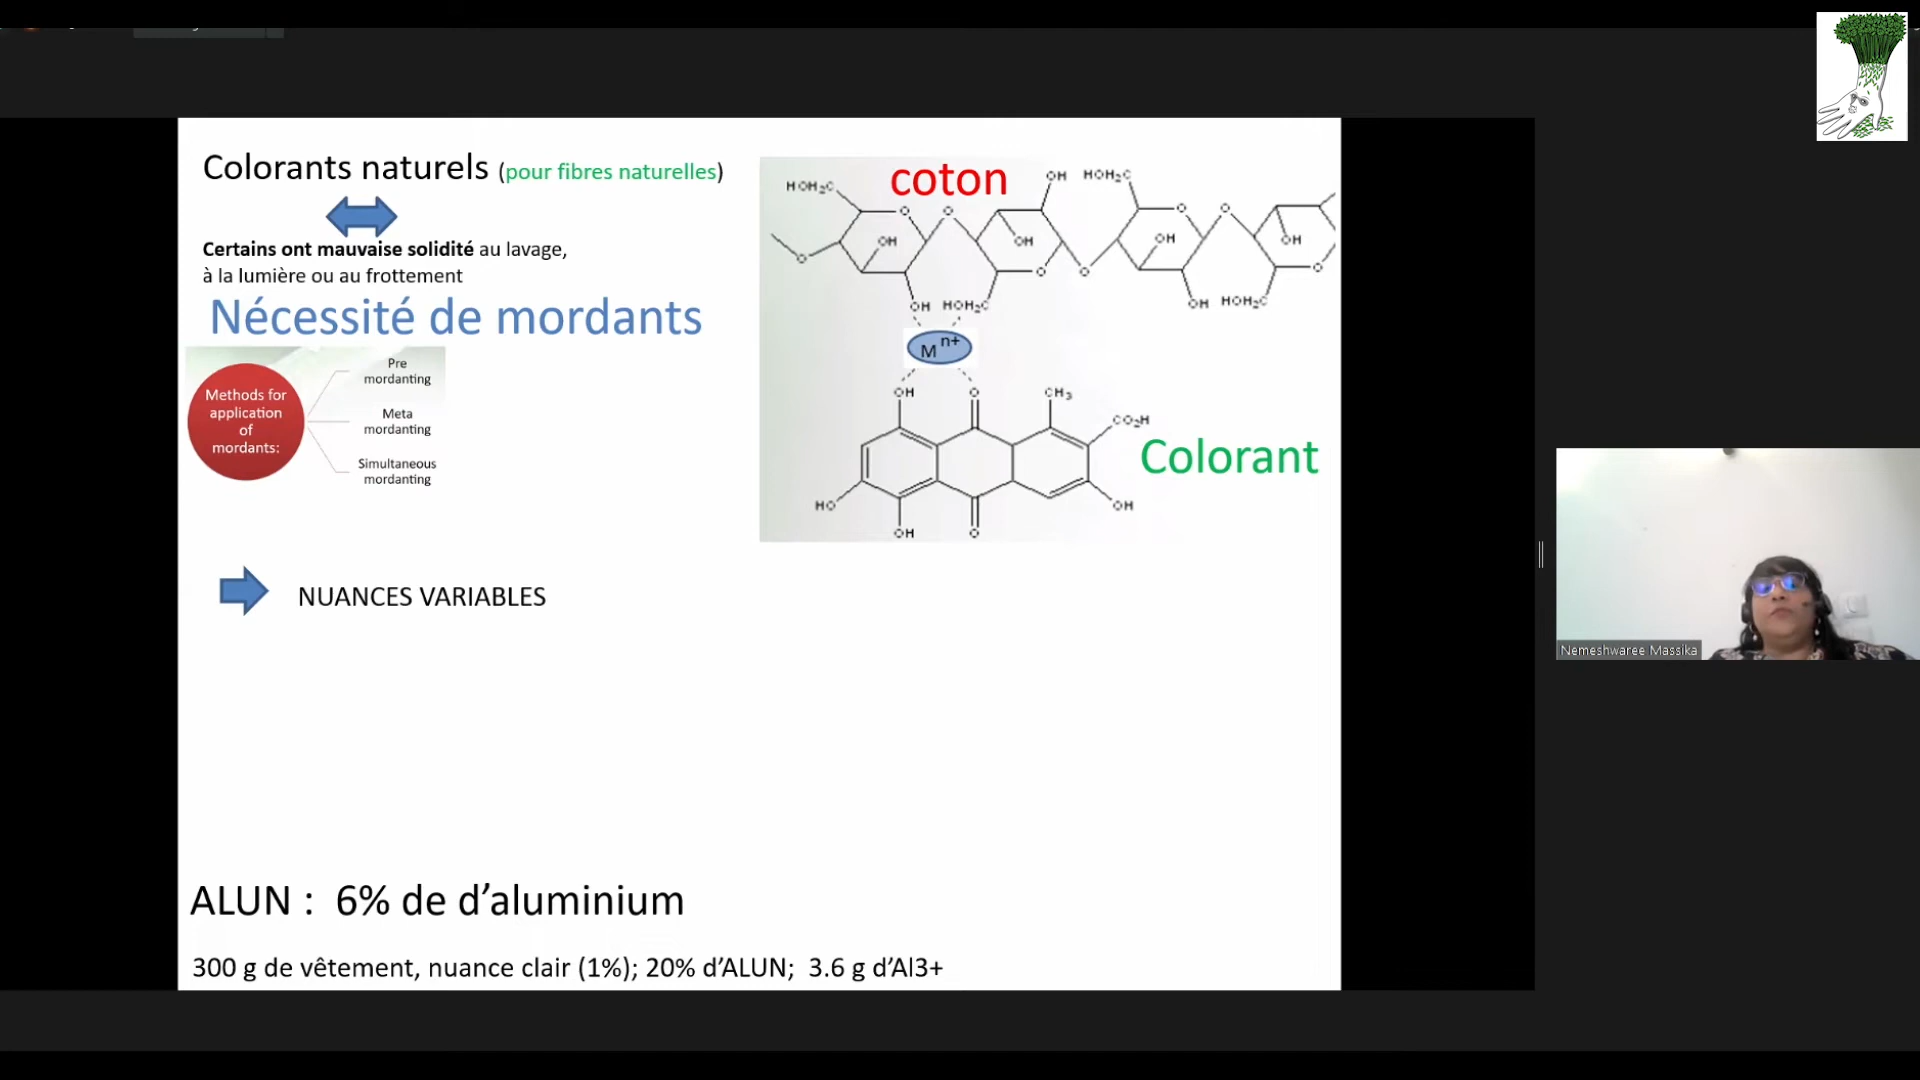 Colorants naturels (pour fibres naturelles)
Certains ont mauvaise solidité au lavage,
à la lumière ou au frottement
Nécessité de mordants
Methods for
application
of
mordants:
Pre
mordanting
Meta
mordanting
Simultaneous
mordanting
NUANCES VARIABLES
ALUN : 6% de d’aluminium
300 g de vêtement, nuance clair (1%); 20% d’ALUN; 3.6 g d’Al3+
coton
HOH₂C
OH
HOH₂C
O
O
O
O
OH
OH
OH
OH
O
O
O
O
OH
HOH₂C
OH
HOH₂C
M n+
OH
O
CH₃
CO₂H
Colorant
HO
OH
OH
O
Nemeshwaree Massika